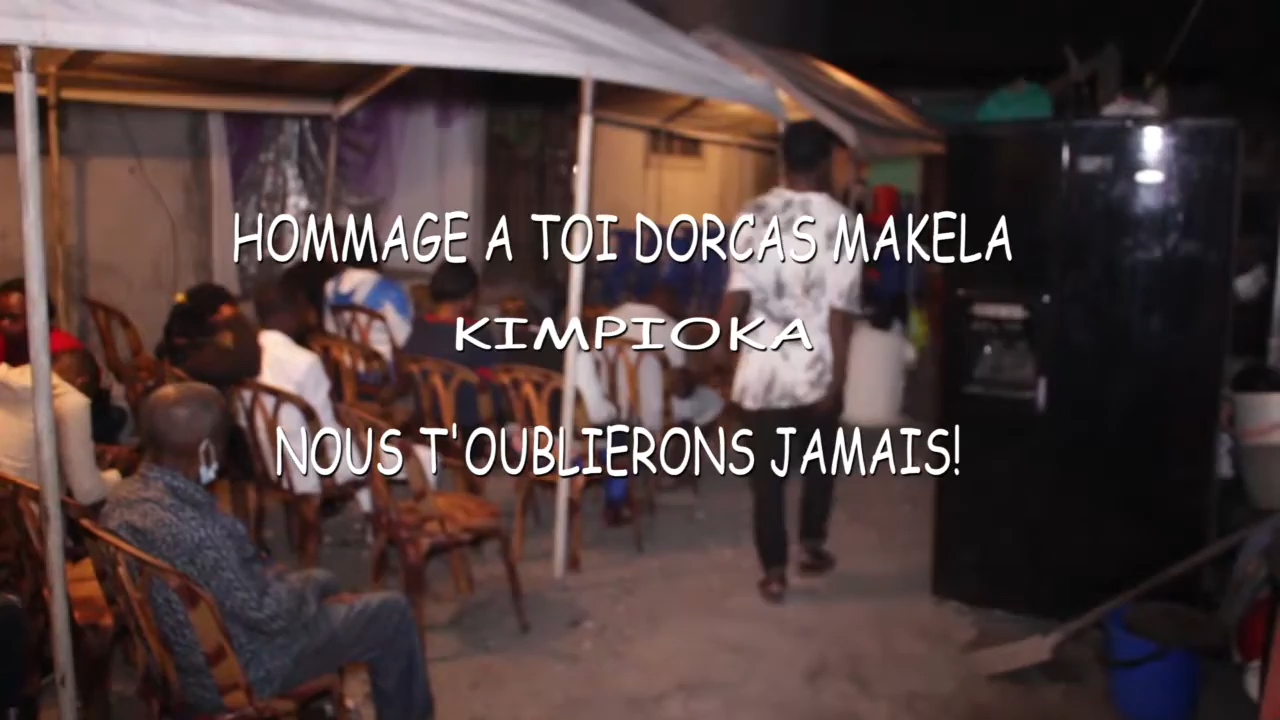 HOMMAGE A TOI DORCAS MAKELA
KIMPIOKA
NOUS T'OUBLIERONS JAMAIS!